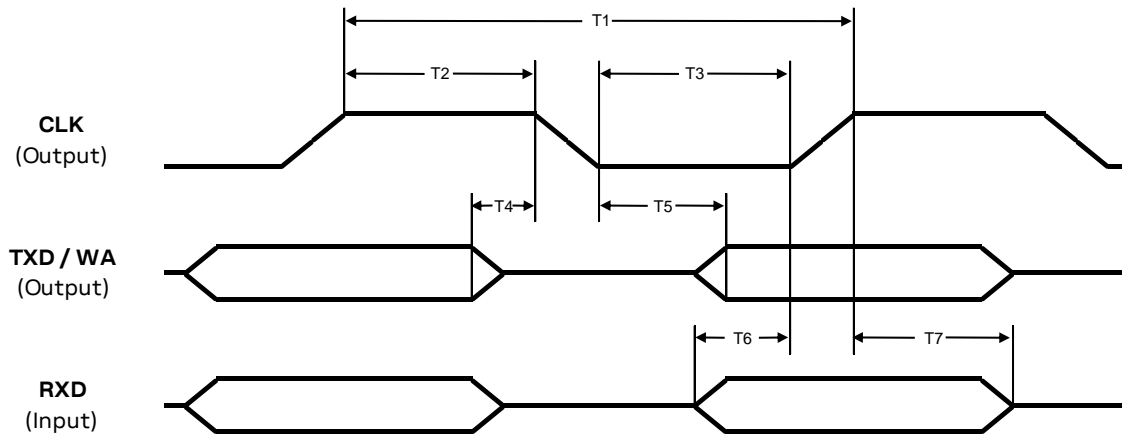 T1
T2
T3
CLK
(Output)
T4
T5
TXD / WA
(Output)
T6
T7
RXD
(Input)